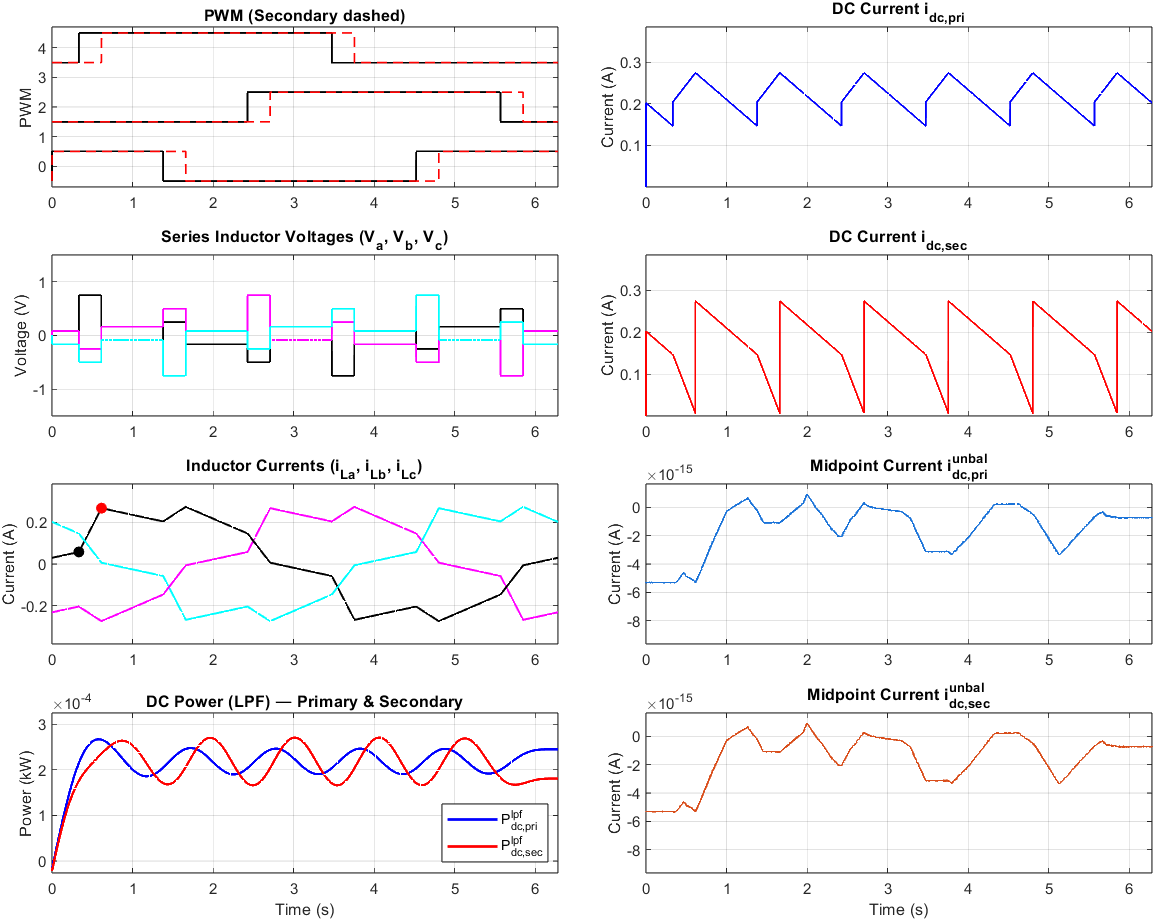 PWM (Secondary dashed)
PWM
4
3
2
1
0
0 1 2 3 4 5 6
DC Current i_dc,pri
Current (A)
0.3
0.2
0.1
0 1 2 3 4 5 6
Series Inductor Voltages (V_a, V_b, V_c)
Voltage (V)
1
0
-1
0 1 2 3 4 5 6
DC Current i_dc,sec
Current (A)
0.3
0.2
0.1
0 1 2 3 4 5 6
Inductor Currents (i_La, i_Lb, i_Lc)
Current (A)
0.2
0
-0.2
0 1 2 3 4 5 6
Midpoint Current i_dc,pri^unbal
×10^-15
Current (A)
0
-2
-4
-6
-8
0 1 2 3 4 5 6
DC Power (LPF) — Primary & Secondary
×10^-4
Power (kW)
3
2
1
0
P_dc,pri^lpf
P_dc,sec^lpf
0 1 2 3 4 5 6
Time (s)
Midpoint Current i_dc,sec^unbal
×10^-15
Current (A)
0
-2
-4
-6
-8
0 1 2 3 4 5 6
Time (s)